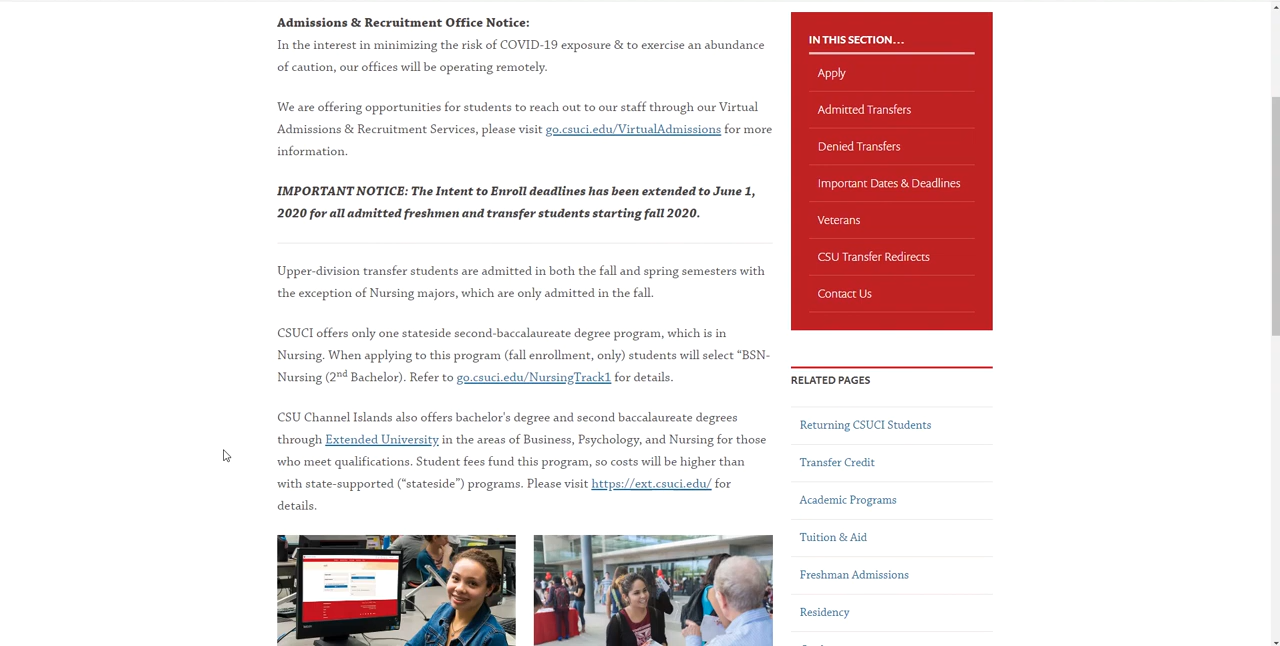 Admissions & Recruitment Office Notice:
In the interest in minimizing the risk of COVID-19 exposure & to exercise an abundance
of caution, our offices will be operating remotely.
We are offering opportunities for students to reach out to our staff through our Virtual
Admissions & Recruitment Services, please visit go.csuci.edu/VirtualAdmissions for more
information.
IMPORTANT NOTICE: The Intent to Enroll deadlines has been extended to June 1,
2020 for all admitted freshmen and transfer students starting fall 2020.
Upper-division transfer students are admitted in both the fall and spring semesters with
the exception of Nursing majors, which are only admitted in the fall.
CSUCI offers only one stateside second-baccalaureate degree program, which is in
Nursing. When applying to this program (fall enrollment, only) students will select “BSN-
Nursing (2nd Bachelor). Refer to go.csuci.edu/NursingTrack1 for details.
CSU Channel Islands also offers bachelor's degree and second baccalaureate degrees
through Extended University in the areas of Business, Psychology, and Nursing for those
who meet qualifications. Student fees fund this program, so costs will be higher than
with state-supported (“stateside”) programs. Please visit https://ext.csuci.edu/ for
details.
IN THIS SECTION...
Apply
Admitted Transfers
Denied Transfers
Important Dates & Deadlines
Veterans
CSU Transfer Redirects
Contact Us
RELATED PAGES
Returning CSUCI Students
Transfer Credit
Academic Programs
Tuition & Aid
Freshman Admissions
Residency